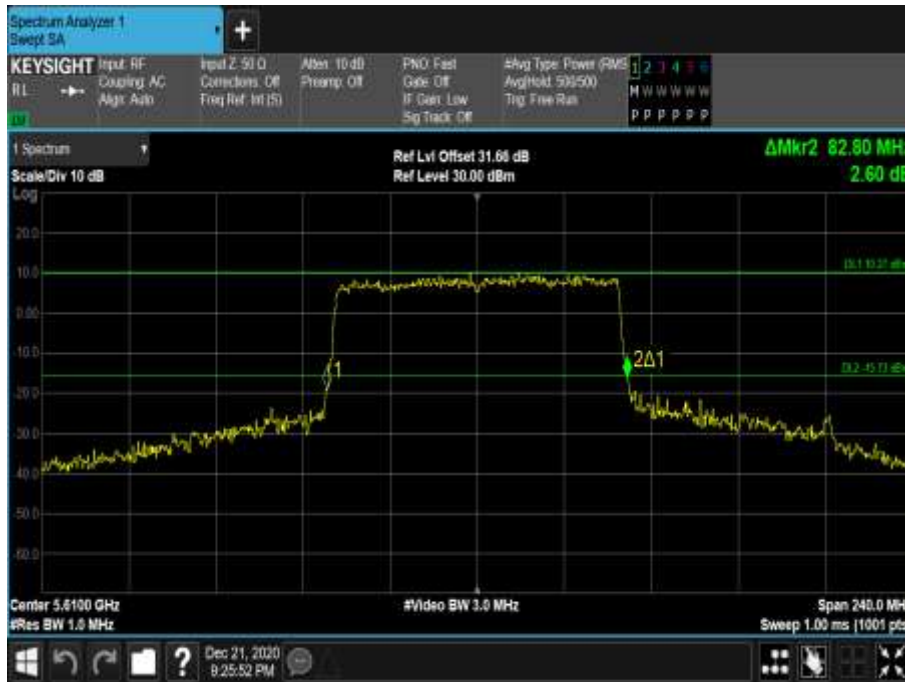 Spectrum Analyzer 1
Swept SA
+
KEYSIGHT
RL
Input: RF
Coupling: AC
Align: Auto
Input Z: 50 Ω
Corrections: Off
Freq Ref: Int (S)
Atten: 10 dB
Preamp: Off
PNO: Fast
Gate: Off
IF Gain: Low
Sig Track: Off
#Avg Type: Power (RMS
Avg|Hold: 500/500
Trig: Free Run
1 2 3 4 5 6
M W W W W W
P P P P P P
1 Spectrum
Scale/Div 10 dB
Log
Ref Lvl Offset 31.66 dB
Ref Level 30.00 dBm
ΔMkr2 82.80 MH
2.60 dB
20.0
10.0
0.00
-10.0
-20.0
-30.0
-40.0
-50.0
-60.0
1
2Δ1
Center 5.6100 GHz
#Res BW 1.0 MHz
#Video BW 3.0 MHz
Span 240.0 MH
Sweep 1.00 ms (1001 pts
?
Dec 21, 2020
9:25:52 PM